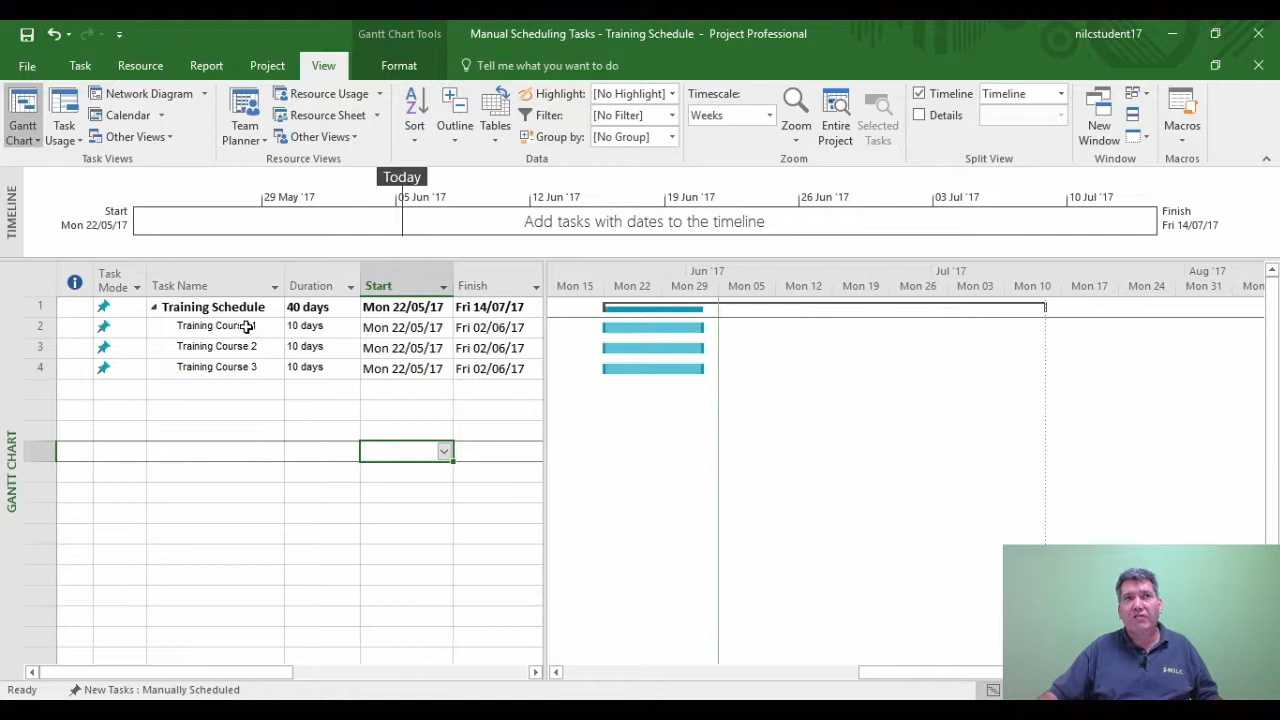 Gantt Chart Tools
Manual Scheduling Tasks - Training Schedule - Project Professional
nilcstudent17
File Task Resource Report Project View Format Tell me what you want to do
Gantt Chart
Task Usage
Network Diagram
Calendar
Other Views
Task Views
Team Planner
Resource Usage
Resource Sheet
Other Views
Resource Views
A Z
Sort
Outline
Tables
Highlight: [No Highlight]
Filter: [No Filter]
Group by: [No Group]
Data
Timescale:
Weeks
Zoom
Entire Project
Selected Tasks
Zoom
Timeline Timeline
Details
Split View
New Window
Window
Macros
Macros
TIMELINE
Today
29 May '17 05 Jun '17 12 Jun '17 19 Jun '17 26 Jun '17 03 Jul '17 10 Jul '17
Start
Mon 22/05/17
Add tasks with dates to the timeline
Finish
Fri 14/07/17
Task Mode Task Name Duration Start Finish
Jun '17 Jul '17 Aug '17
Mon 15 Mon 22 Mon 29 Mon 05 Mon 12 Mon 19 Mon 26 Mon 03 Mon 10 Mon 17 Mon 24 Mon 31 Mon
1 Training Schedule 40 days Mon 22/05/17 Fri 14/07/17
2 Training Course 1 10 days Mon 22/05/17 Fri 02/06/17
3 Training Course 2 10 days Mon 22/05/17 Fri 02/06/17
4 Training Course 3 10 days Mon 22/05/17 Fri 02/06/17
GANTT CHART
Ready New Tasks : Manually Scheduled